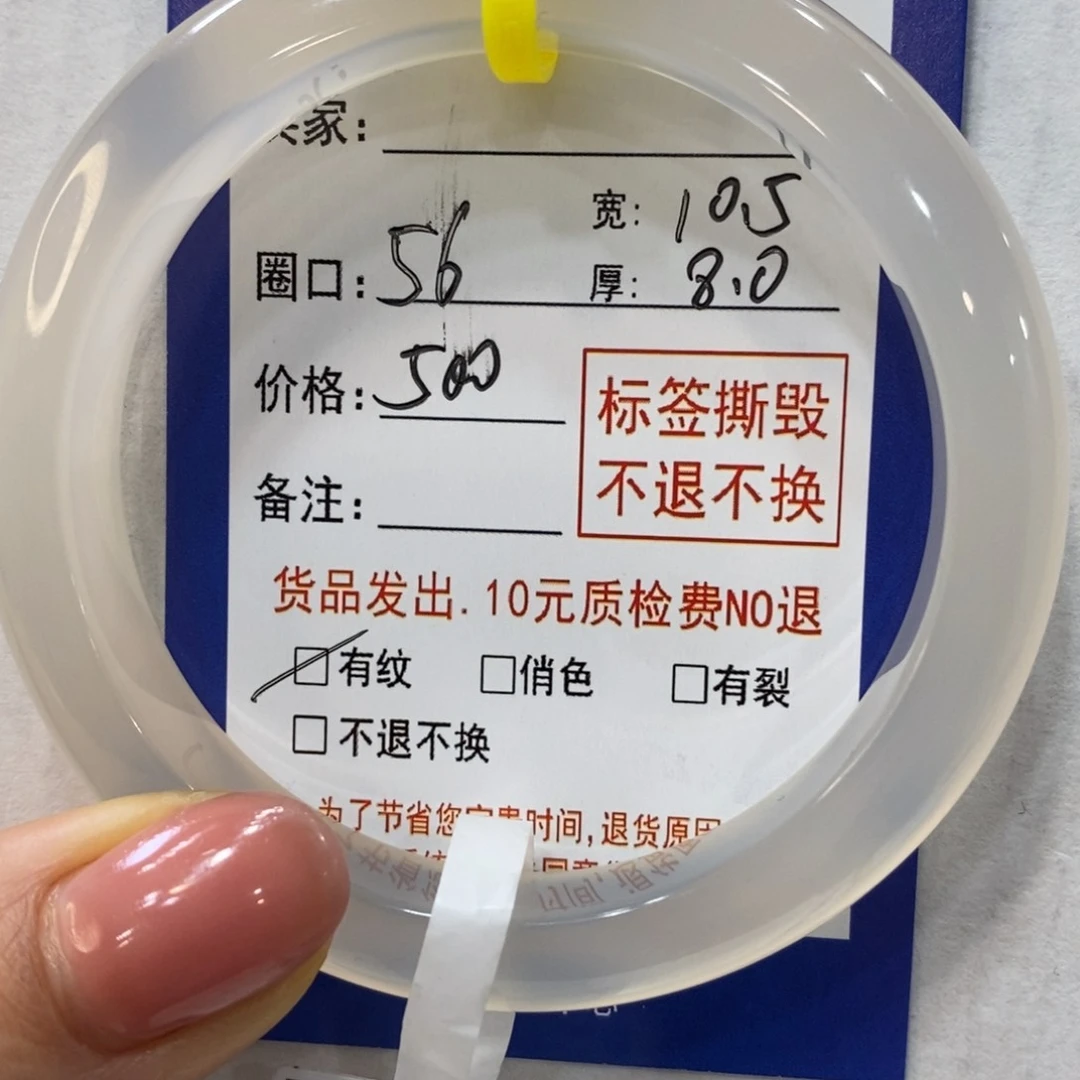 家:
宽: 10.5
圈口: 56 厚: 8.0
价格: 500
标签撕毁
不退不换
备注:
货品发出.10元质检费NO退
□有纹 □俏色 □有裂
□不退不换
为了节省您宝贵时间,退货原因